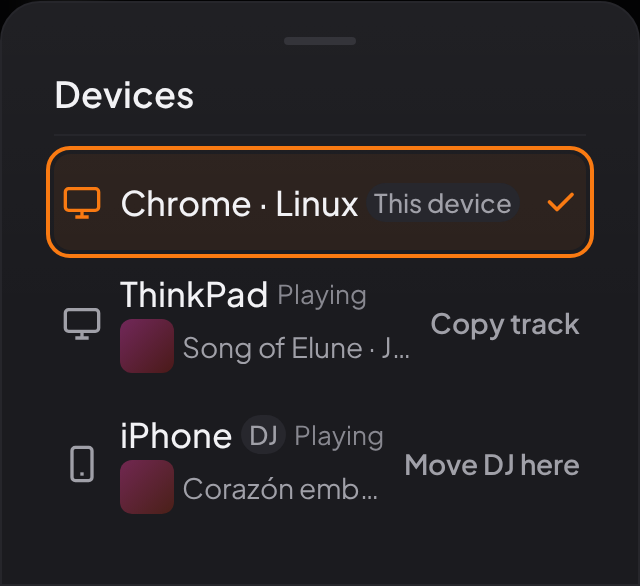 Devices
Chrome · Linux This device
ThinkPad Playing
Song of Elune · J...
Copy track
iPhone DJ Playing
Corazón emb...
Move DJ here